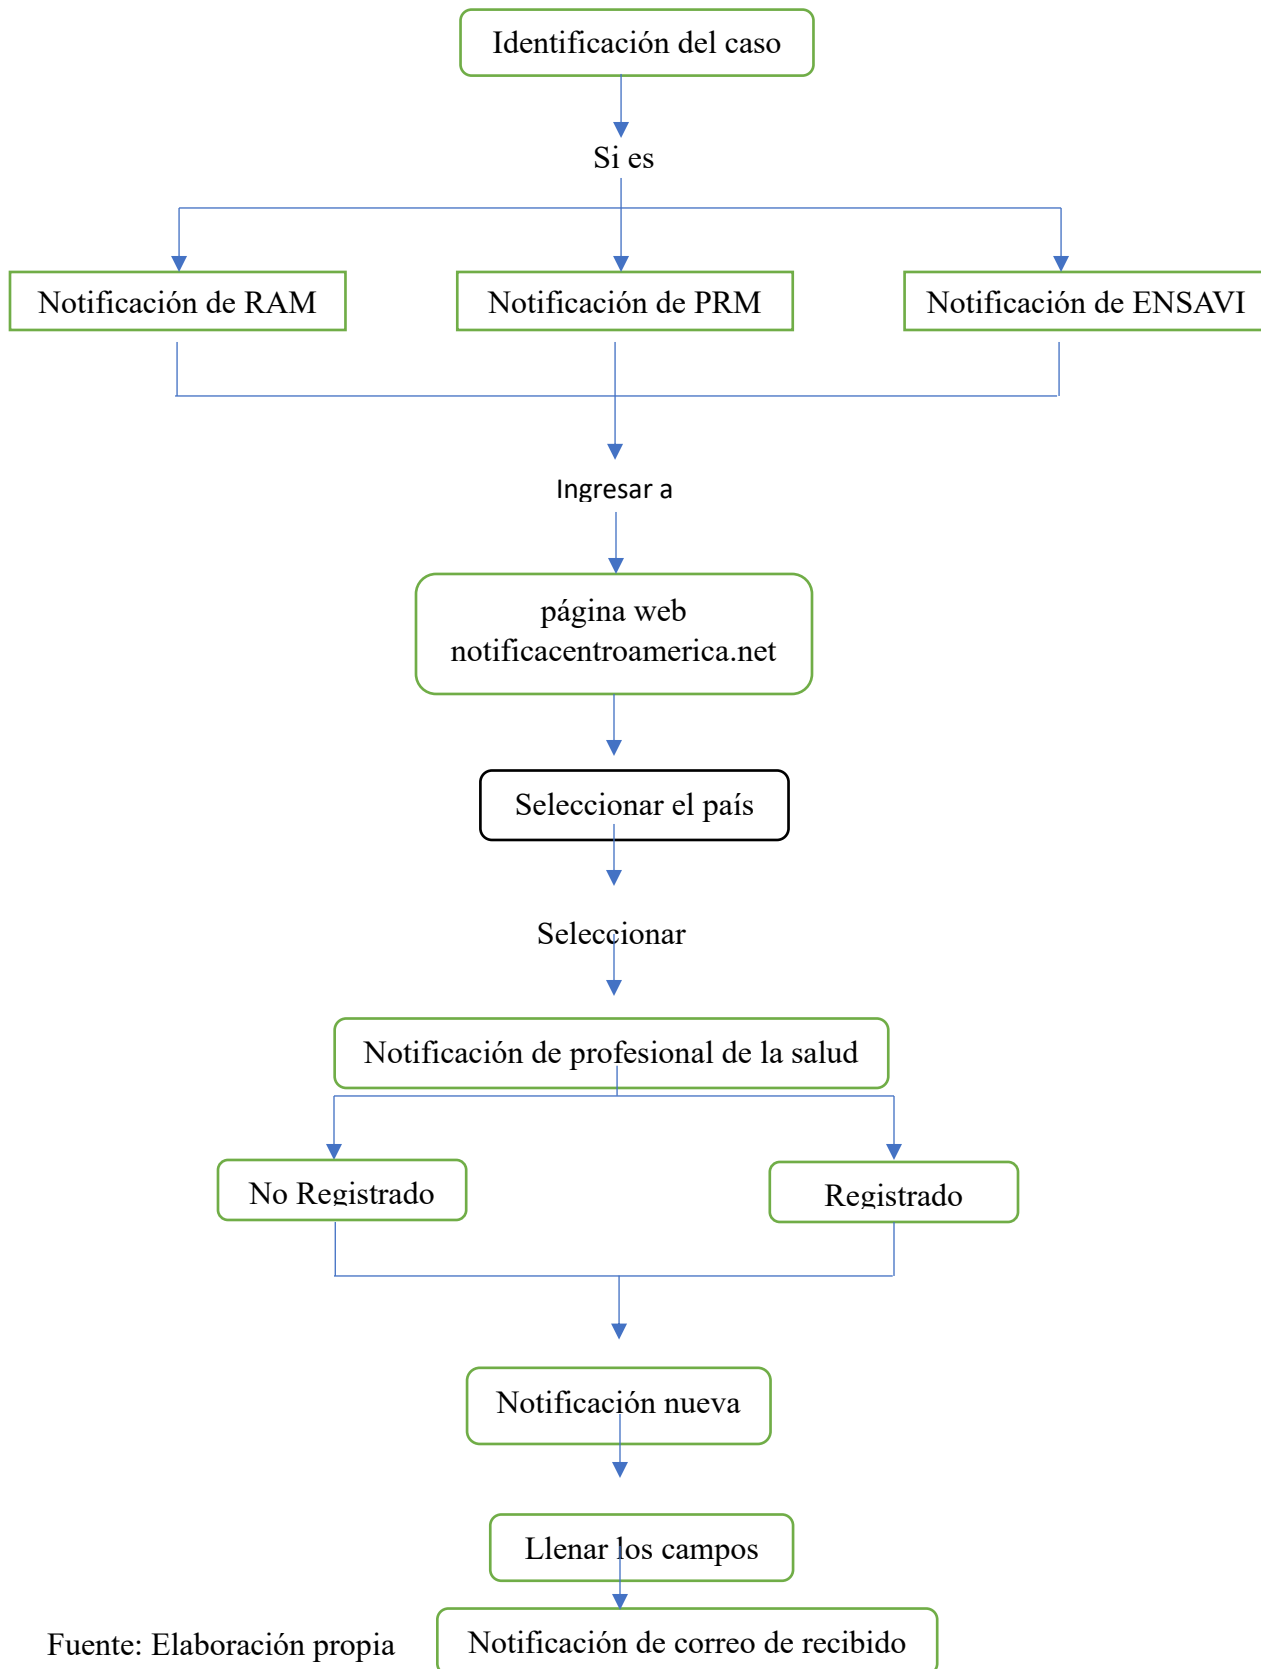 Identificación del caso
Si es
Notificación de RAM
Notificación de PRM
Notificación de ENSAVI
Ingresar a
página web
notificacentroamerica.net
Seleccionar el país
Seleccionar
Notificación de profesional de la salud
No Registrado
Registrado
Notificación nueva
Llenar los campos
Notificación de correo de recibido
Fuente: Elaboración propia